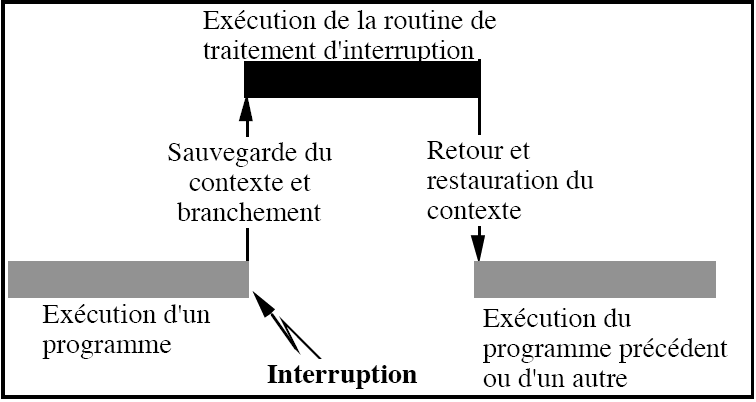 Exécution de la routine de
traitement d'interruption
Sauvegarde du
contexte et
branchement
Retour et
restauration du
contexte
Exécution d'un
programme
Interruption
Exécution du
programme précédent
ou d'un autre